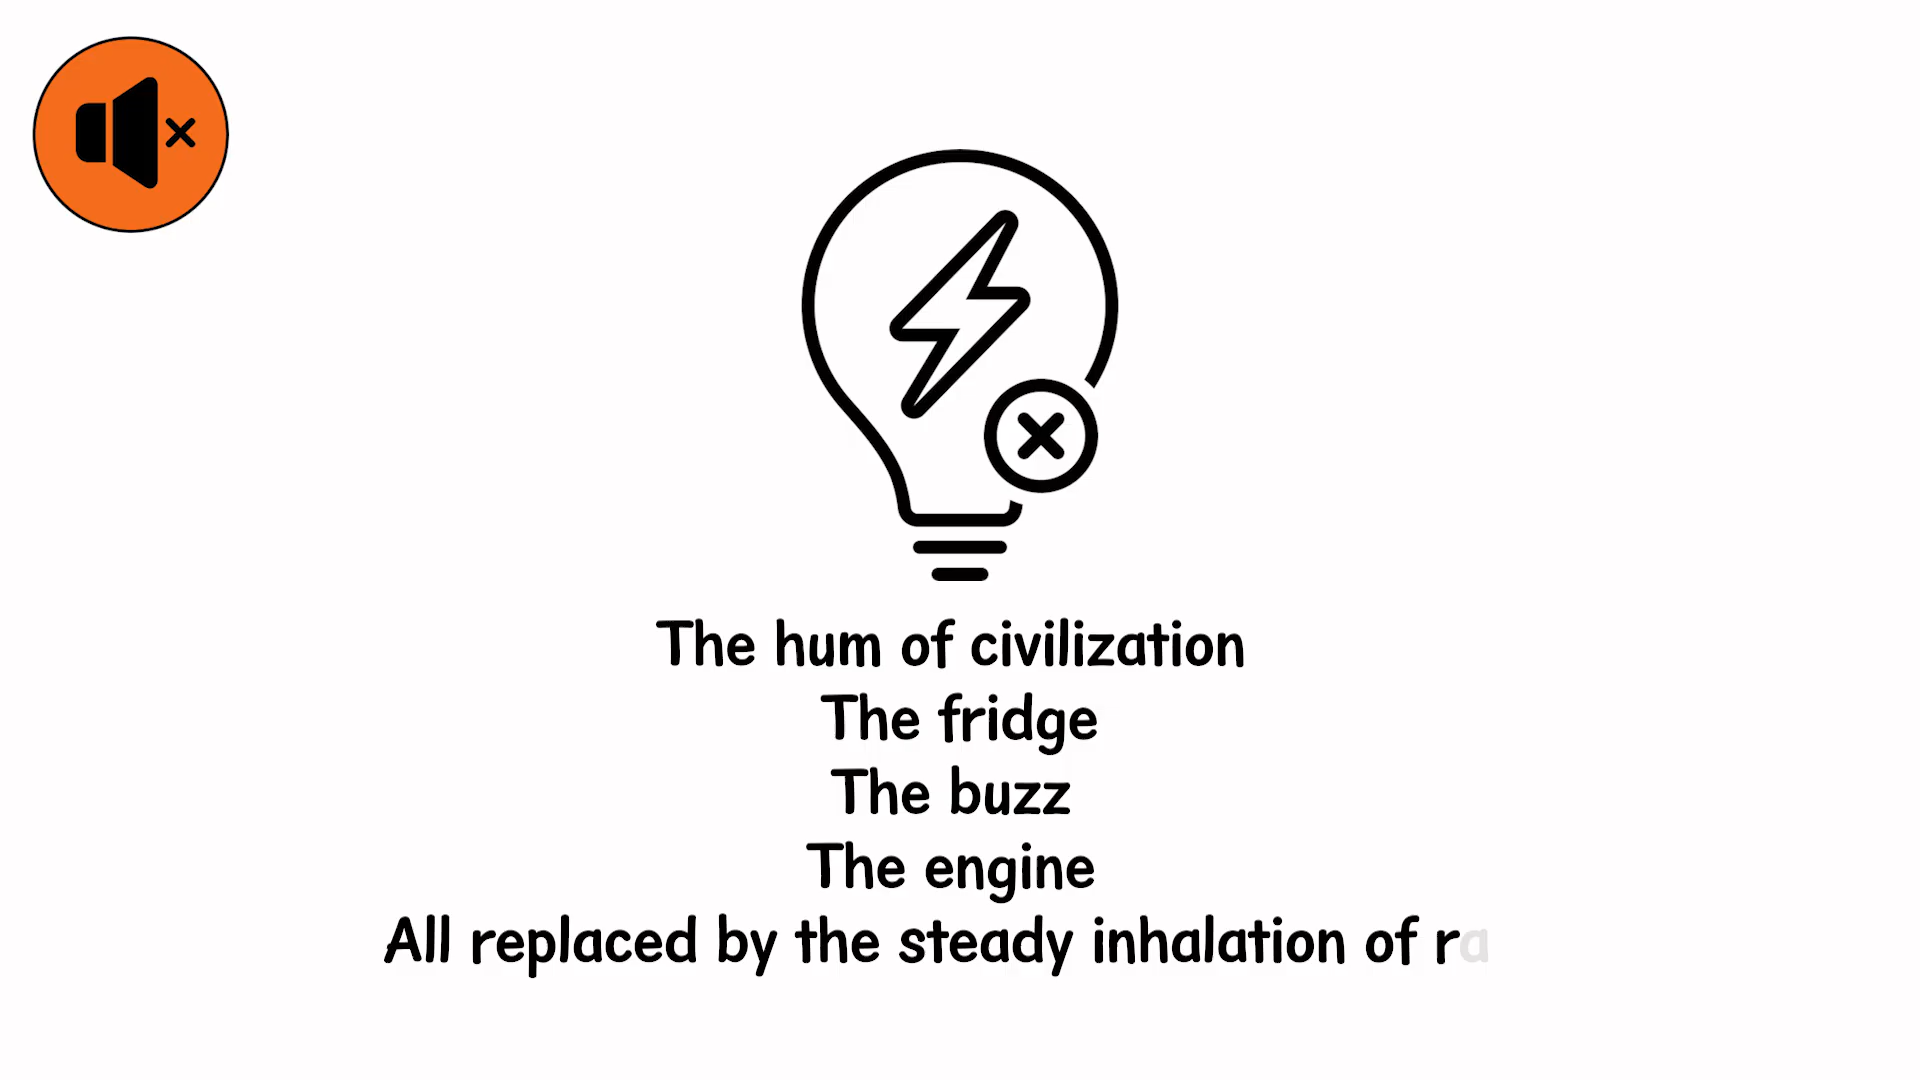 The hum of civilization
The fridge
The buzz
The engine
All replaced by the steady inhalation of ra